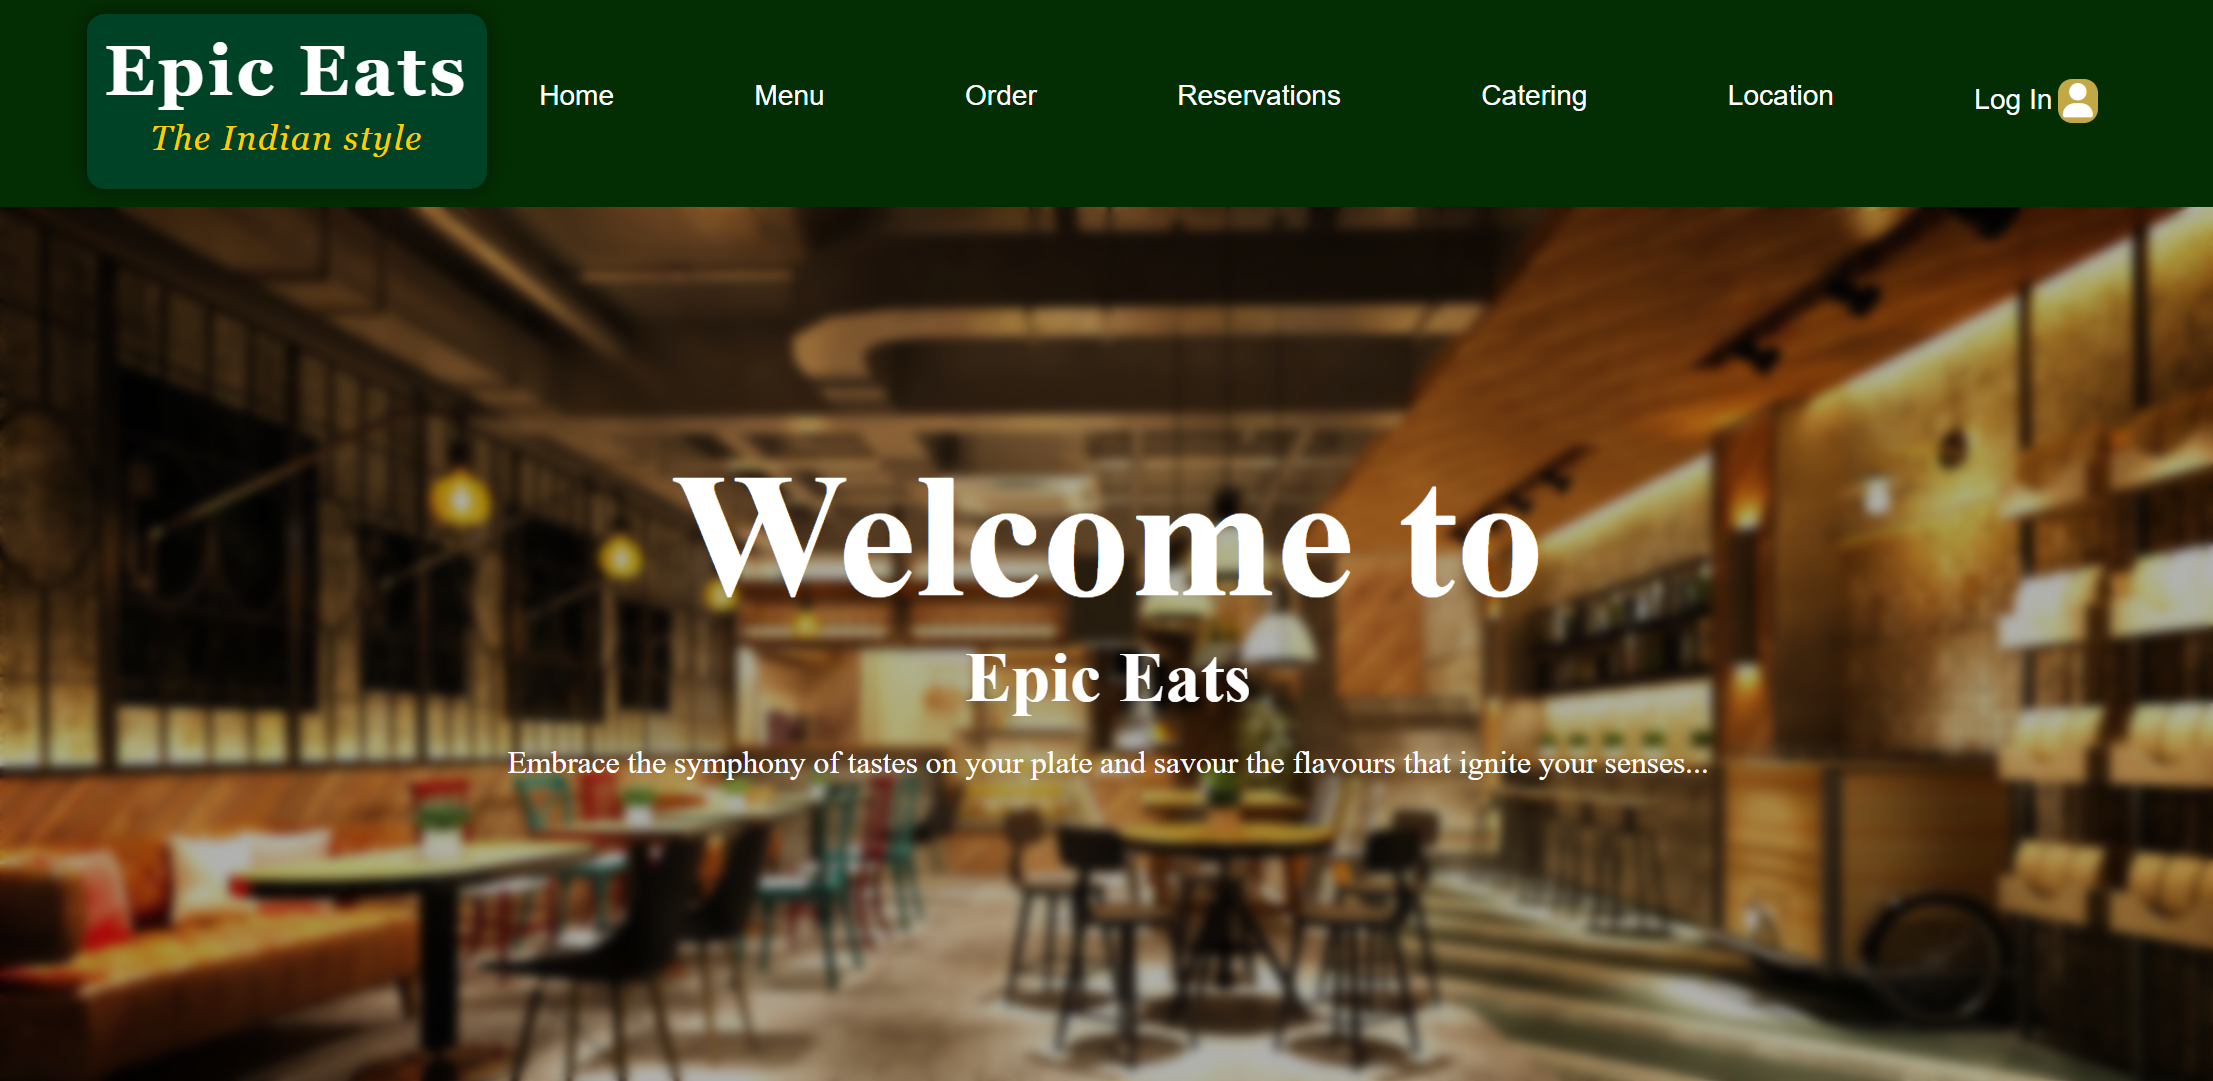 Epic Eats
The Indian style
Home
Menu
Order
Reservations
Catering
Location
Log In
Welcome to
Epic Eats
Embrace the symphony of tastes on your plate and savour the flavours that ignite your senses...